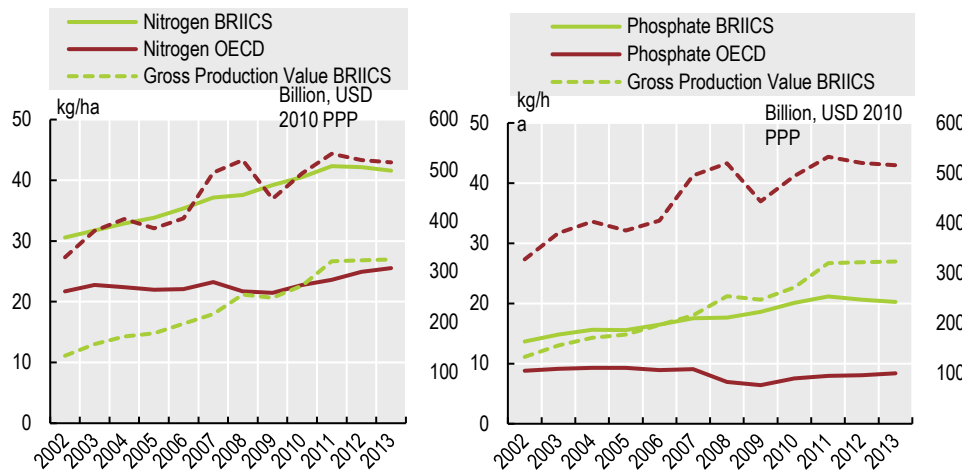 Nitrogen BRIICS
Nitrogen OECD
Gross Production Value BRIICS
kg/ha
Billion, USD
2010 PPP
50
40
30
20
10
0
600
500
400
300
200
100
2002 2003 2004 2005 2006 2007 2008 2009 2010 2011 2012 2013
Phosphate BRIICS
Phosphate OECD
Gross Production Value BRIICS
kg/h
a
Billion, USD 2010
PPP
50
40
30
20
10
0
600
500
400
300
200
100
2002 2003 2004 2005 2006 2007 2008 2009 2010 2011 2012 2013